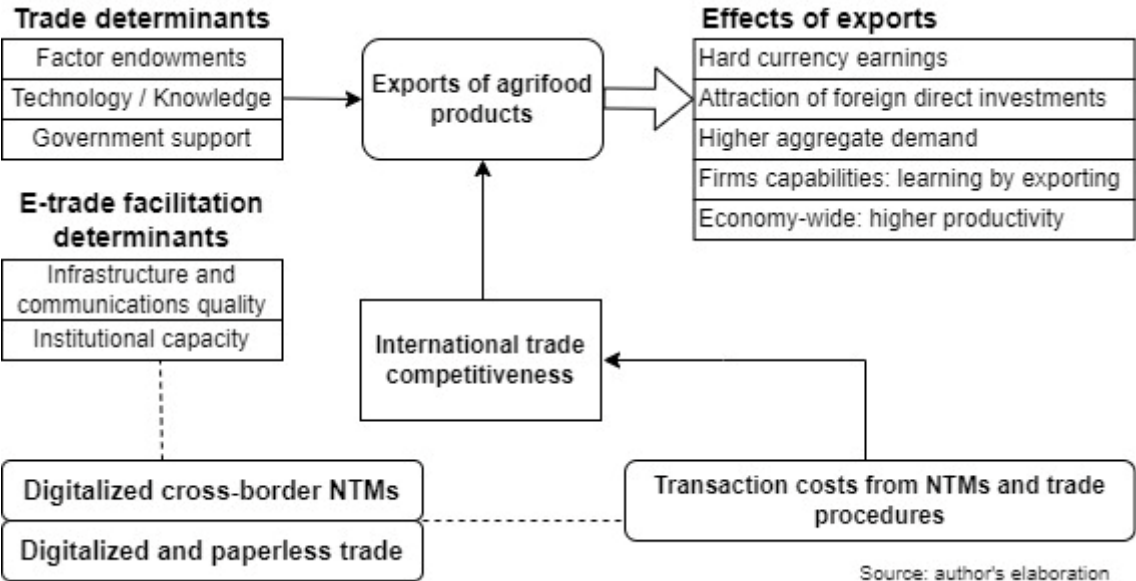 Trade determinants
Factor endowments
Technology / Knowledge
Government support
E-trade facilitation
determinants
Infrastructure and
communications quality
Institutional capacity
Digitalized cross-border NTMs
Digitalized and paperless trade
Exports of agrifood
products
International trade
competitiveness
Effects of exports
Hard currency earnings
Attraction of foreign direct investments
Higher aggregate demand
Firms capabilities: learning by exporting
Economy-wide: higher productivity
Transaction costs from NTMs and trade
procedures
Source: author's elaboration